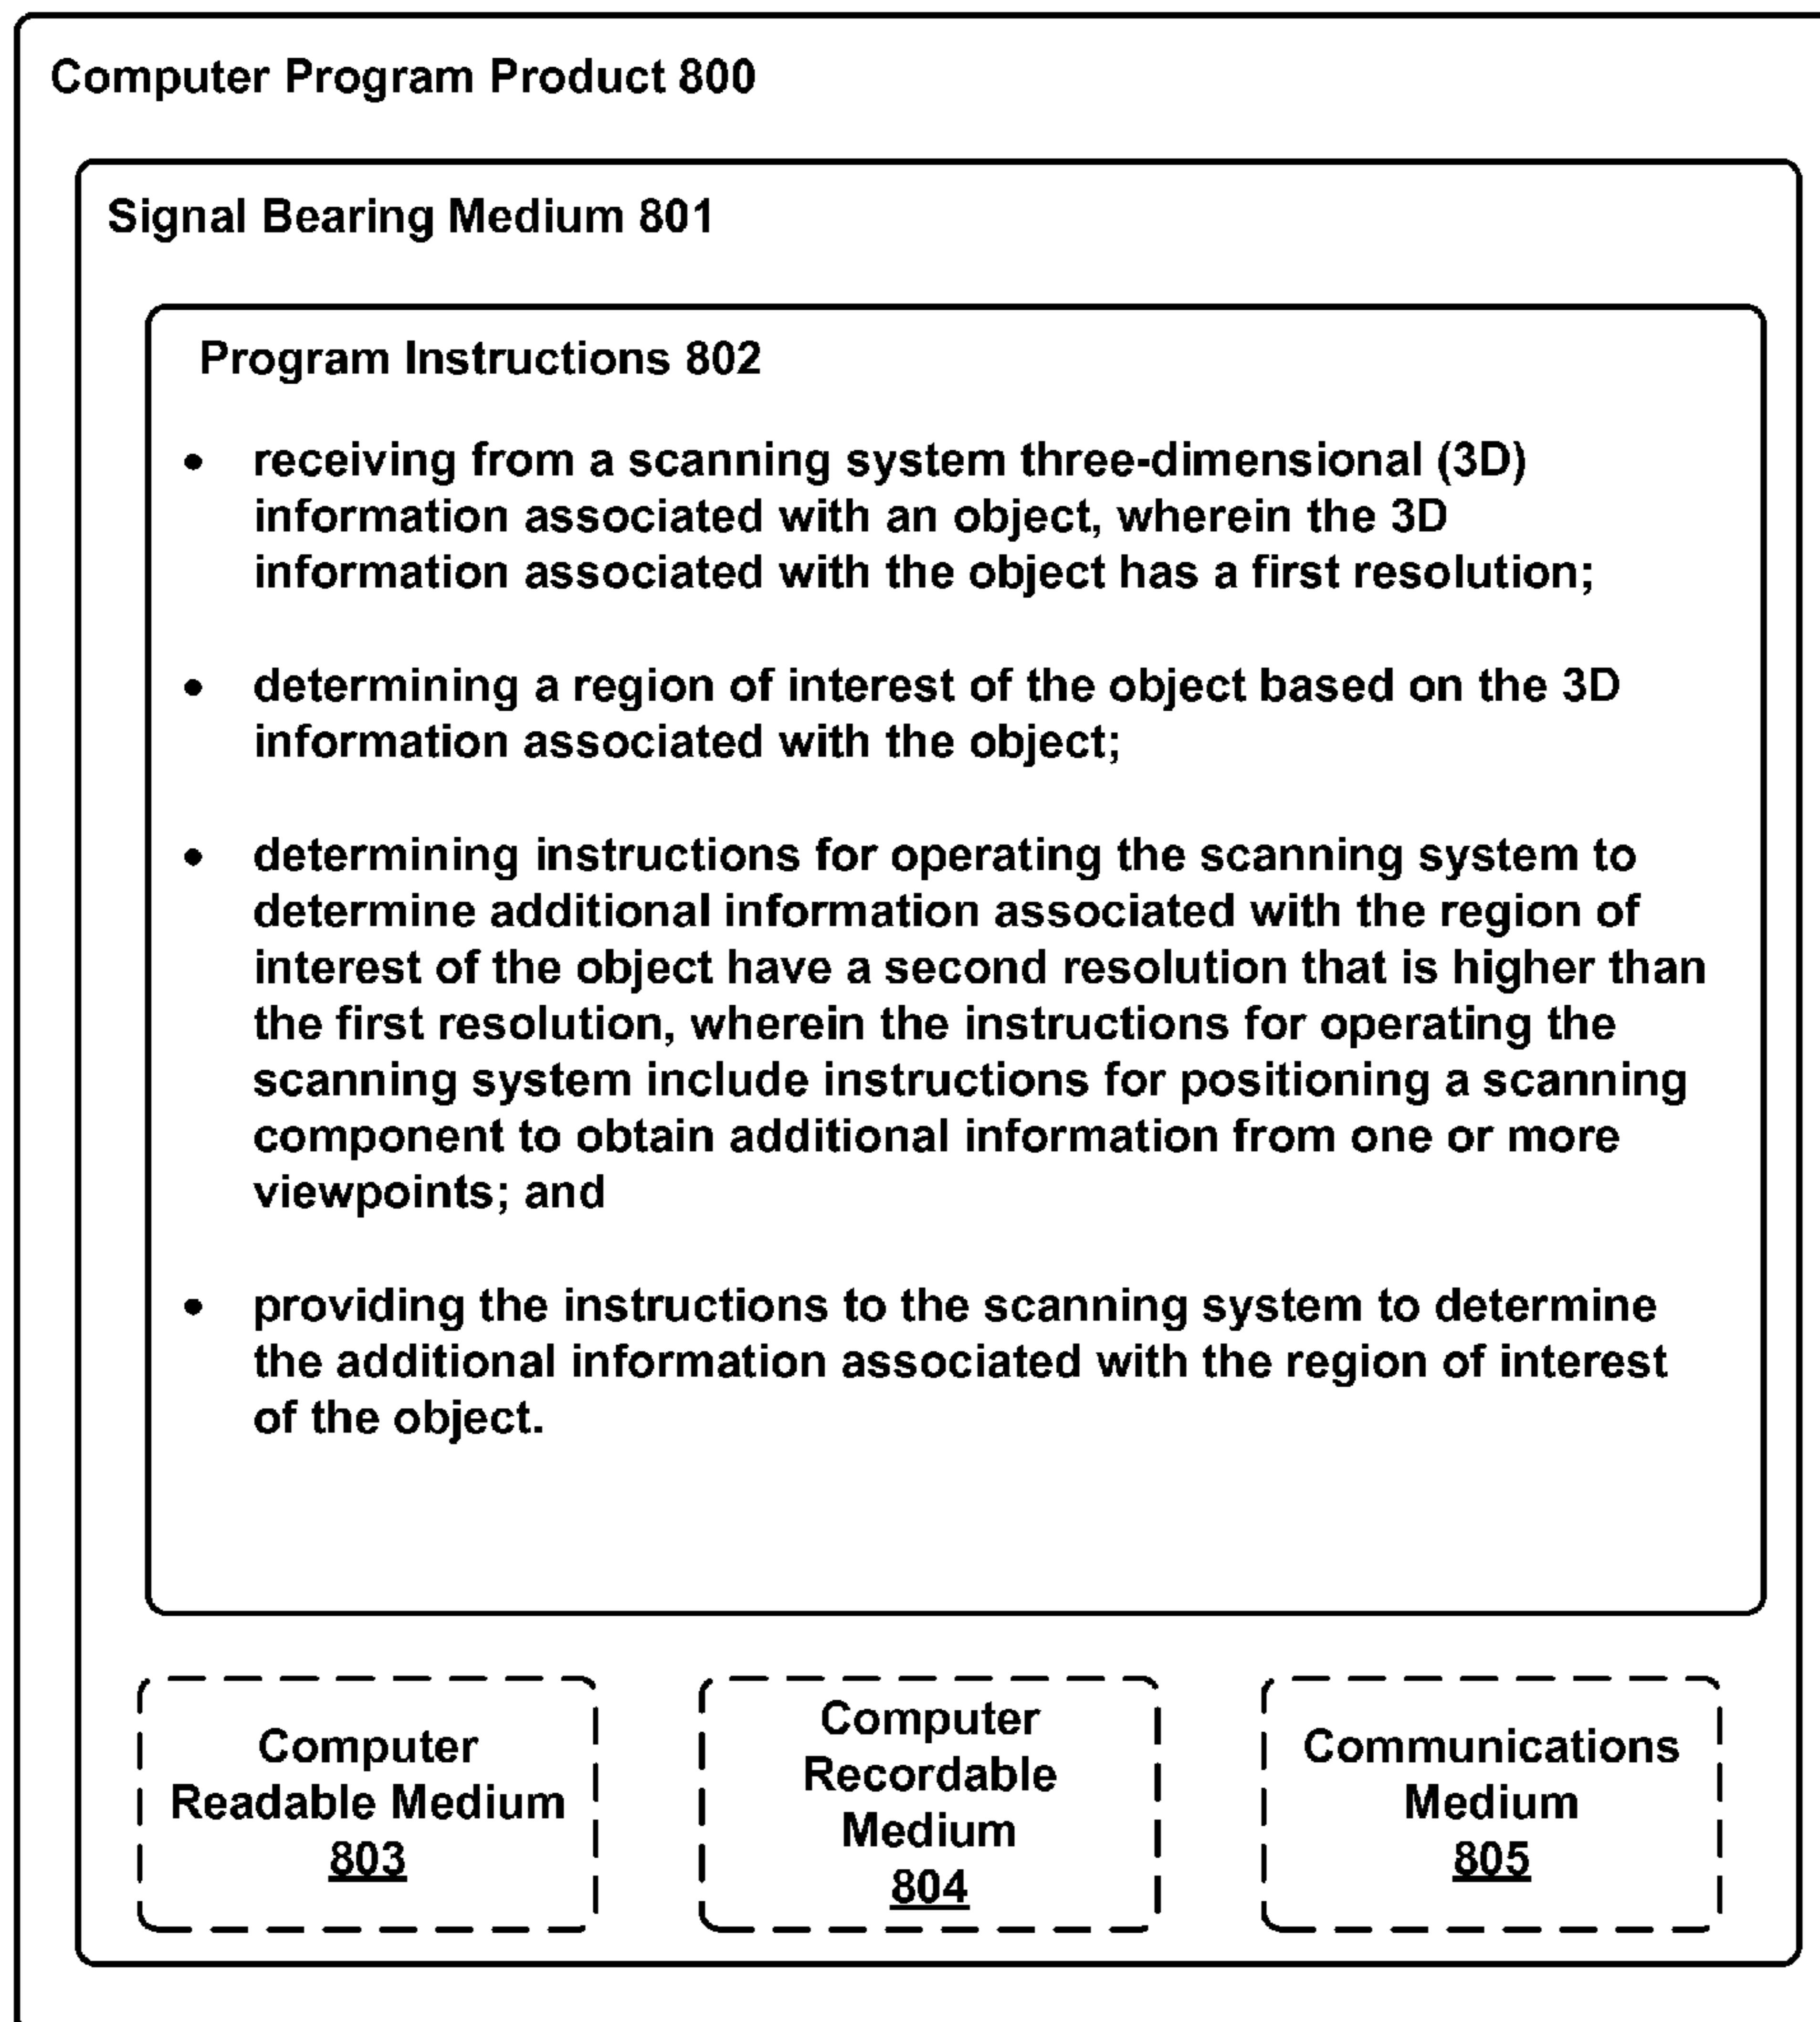 Computer Program Product 800
Signal Bearing Medium 801
Program Instructions 802
• receiving from a scanning system three-dimensional (3D)
information associated with an object, wherein the 3D
information associated with the object has a first resolution;
• determining a region of interest of the object based on the 3D
information associated with the object;
• determining instructions for operating the scanning system to
determine additional information associated with the region of
interest of the object have a second resolution that is higher than
the first resolution, wherein the instructions for operating the
scanning system include instructions for positioning a scanning
component to obtain additional information from one or more
viewpoints; and
• providing the instructions to the scanning system to determine
the additional information associated with the region of interest
of the object.
Computer
Readable Medium
803
Computer
Recordable
Medium
804
Communications
Medium
805